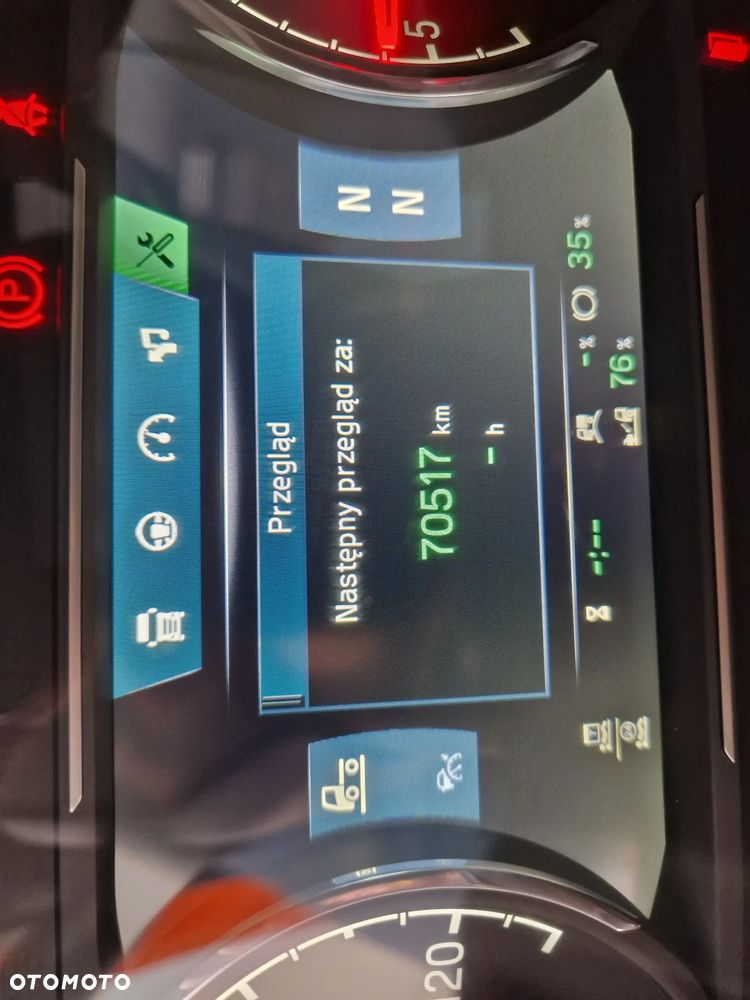 Przegląd
Następny przegląd za:
70517 km
- h
N
N
-:--
- %
35 %
76 %
120
5
P
OTOMOTO